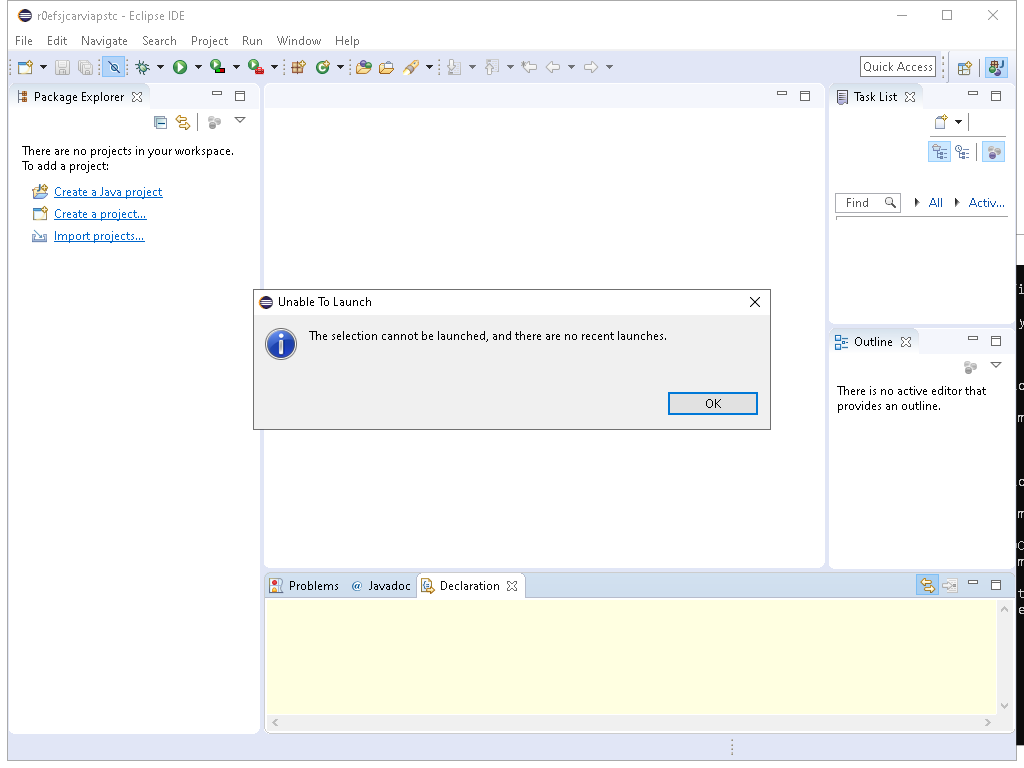 r0efsjcarviapstc - Eclipse IDE
File Edit Navigate Search Project Run Window Help
Quick Access
Package Explorer
Task List
There are no projects in your workspace.
To add a project:
Create a Java project
Create a project...
Import projects...
Find
All
Activ...
Unable To Launch
The selection cannot be launched, and there are no recent launches.
OK
Outline
There is no active editor that
provides an outline.
Problems
@ Javadoc
Declaration